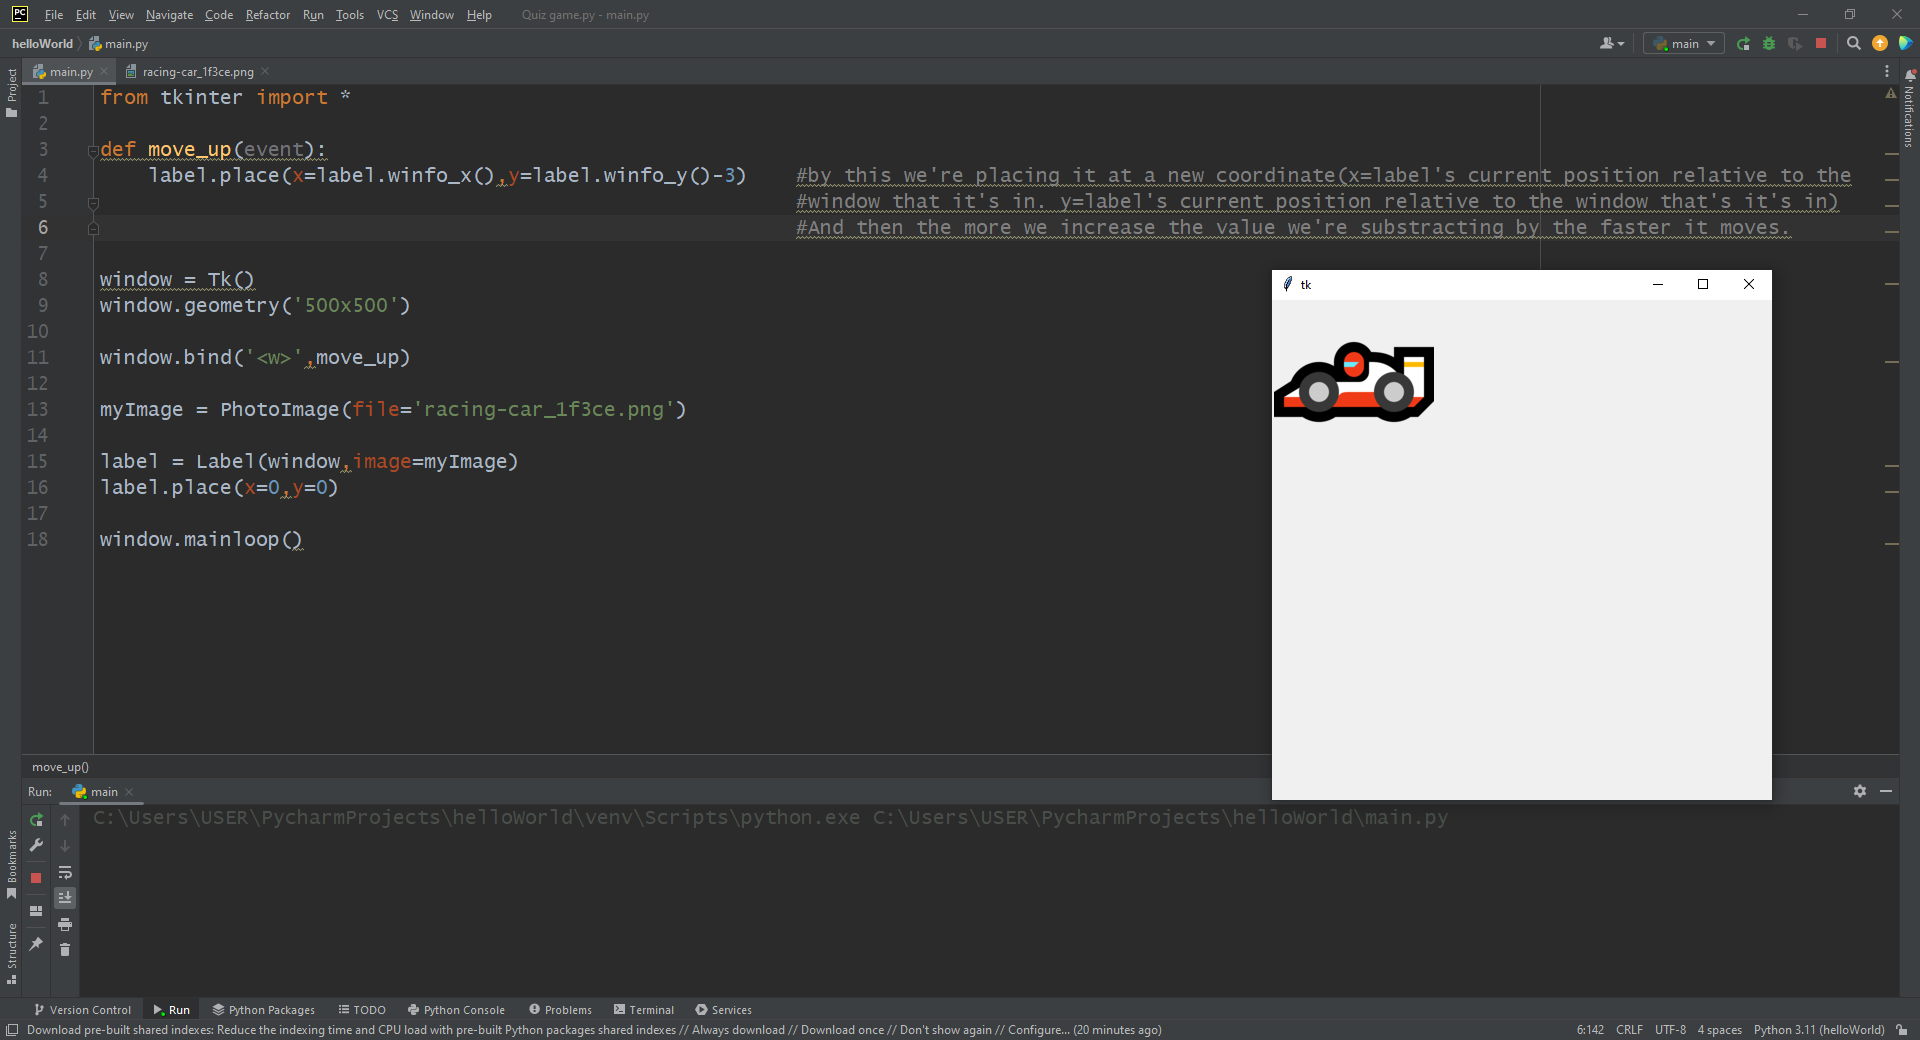 PC File Edit View Navigate Code Refactor Run Tools VCS Window Help Quiz game.py - main.py
helloWorld main.py main
main.py racing-car_1f3ce.png
Project
Notifications
1 from tkinter import *
2
3 def move_up(event):
4 label.place(x=label.winfo_x(),y=label.winfo_y()-3) #by this we're placing it at a new coordinate(x=label's current position relative to the
5 #window that it's in. y=label's current position relative to the window that's it's in)
6 #And then the more we increase the value we're substracting by the faster it moves.
7
8 window = Tk()
9 window.geometry('500x500')
10
11 window.bind('<w>',move_up)
12
13 myImage = PhotoImage(file='racing-car_1f3ce.png')
14
15 label = Label(window,image=myImage)
16 label.place(x=0,y=0)
17
18 window.mainloop()
tk
move_up()
Run: main
C:\Users\USER\PycharmProjects\helloWorld\venv\Scripts\python.exe C:\Users\USER\PycharmProjects\helloWorld\main.py
Bookmarks
Structure
Version Control Run Python Packages TODO Python Console Problems Terminal Services
Download pre-built shared indexes: Reduce the indexing time and CPU load with pre-built Python packages shared indexes // Always download // Download once // Don't show again // Configure... (20 minutes ago) 6:142 CRLF UTF-8 4 spaces Python 3.11 (helloWorld)